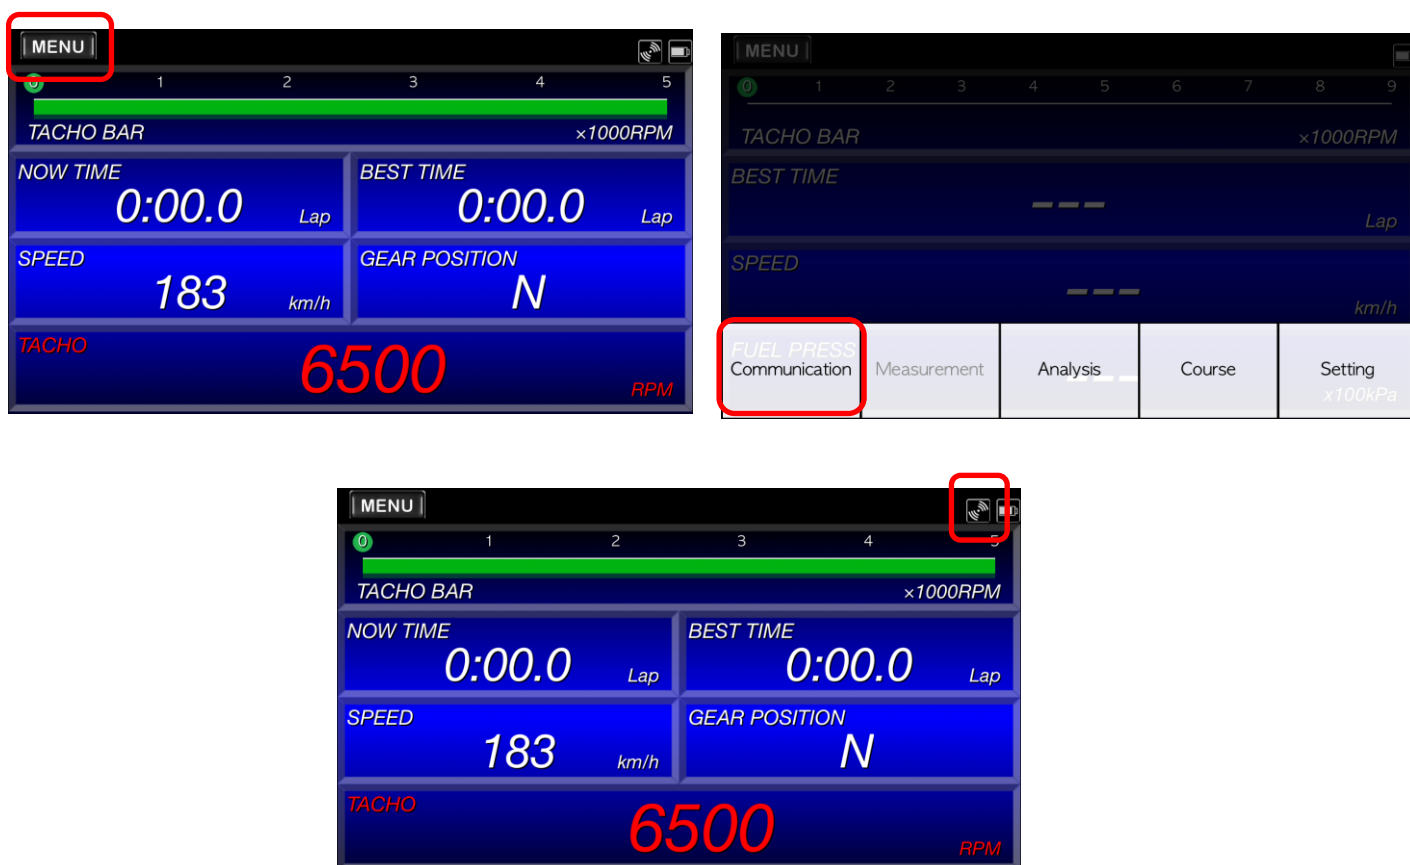 MENU
0 1 2 3 4 5
TACHO BAR ×1000RPM
NOW TIME
0:00.0 Lap
BEST TIME
0:00.0 Lap
SPEED
183 km/h
GEAR POSITION
N
TACHO
6500
RPM
MENU
0 1 2 3 4 5 6 7 8 9
TACHO BAR ×1000RPM
BEST TIME
---
Lap
SPEED
---
km/h
FUEL PRESS
---
x100kPa
Communication Measurement Analysis Course Setting
MENU
0 1 2 3 4 5
TACHO BAR ×1000RPM
NOW TIME
0:00.0 Lap
BEST TIME
0:00.0 Lap
SPEED
183 km/h
GEAR POSITION
N
TACHO
6500
RPM